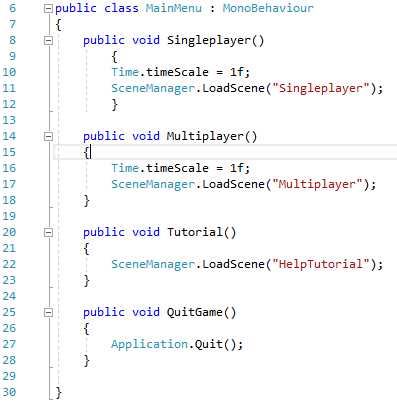 6 public class MainMenu : MonoBehaviour
7 {
8     public void Singleplayer()
9         {
10         Time.timeScale = 1f;
11         SceneManager.LoadScene("Singleplayer");
12         }
13
14     public void Multiplayer()
15     {
16         Time.timeScale = 1f;
17         SceneManager.LoadScene("Multiplayer");
18     }
19
20     public void Tutorial()
21     {
22         SceneManager.LoadScene("HelpTutorial");
23     }
24
25     public void QuitGame()
26     {
27         Application.Quit();
28     }
29
30 }